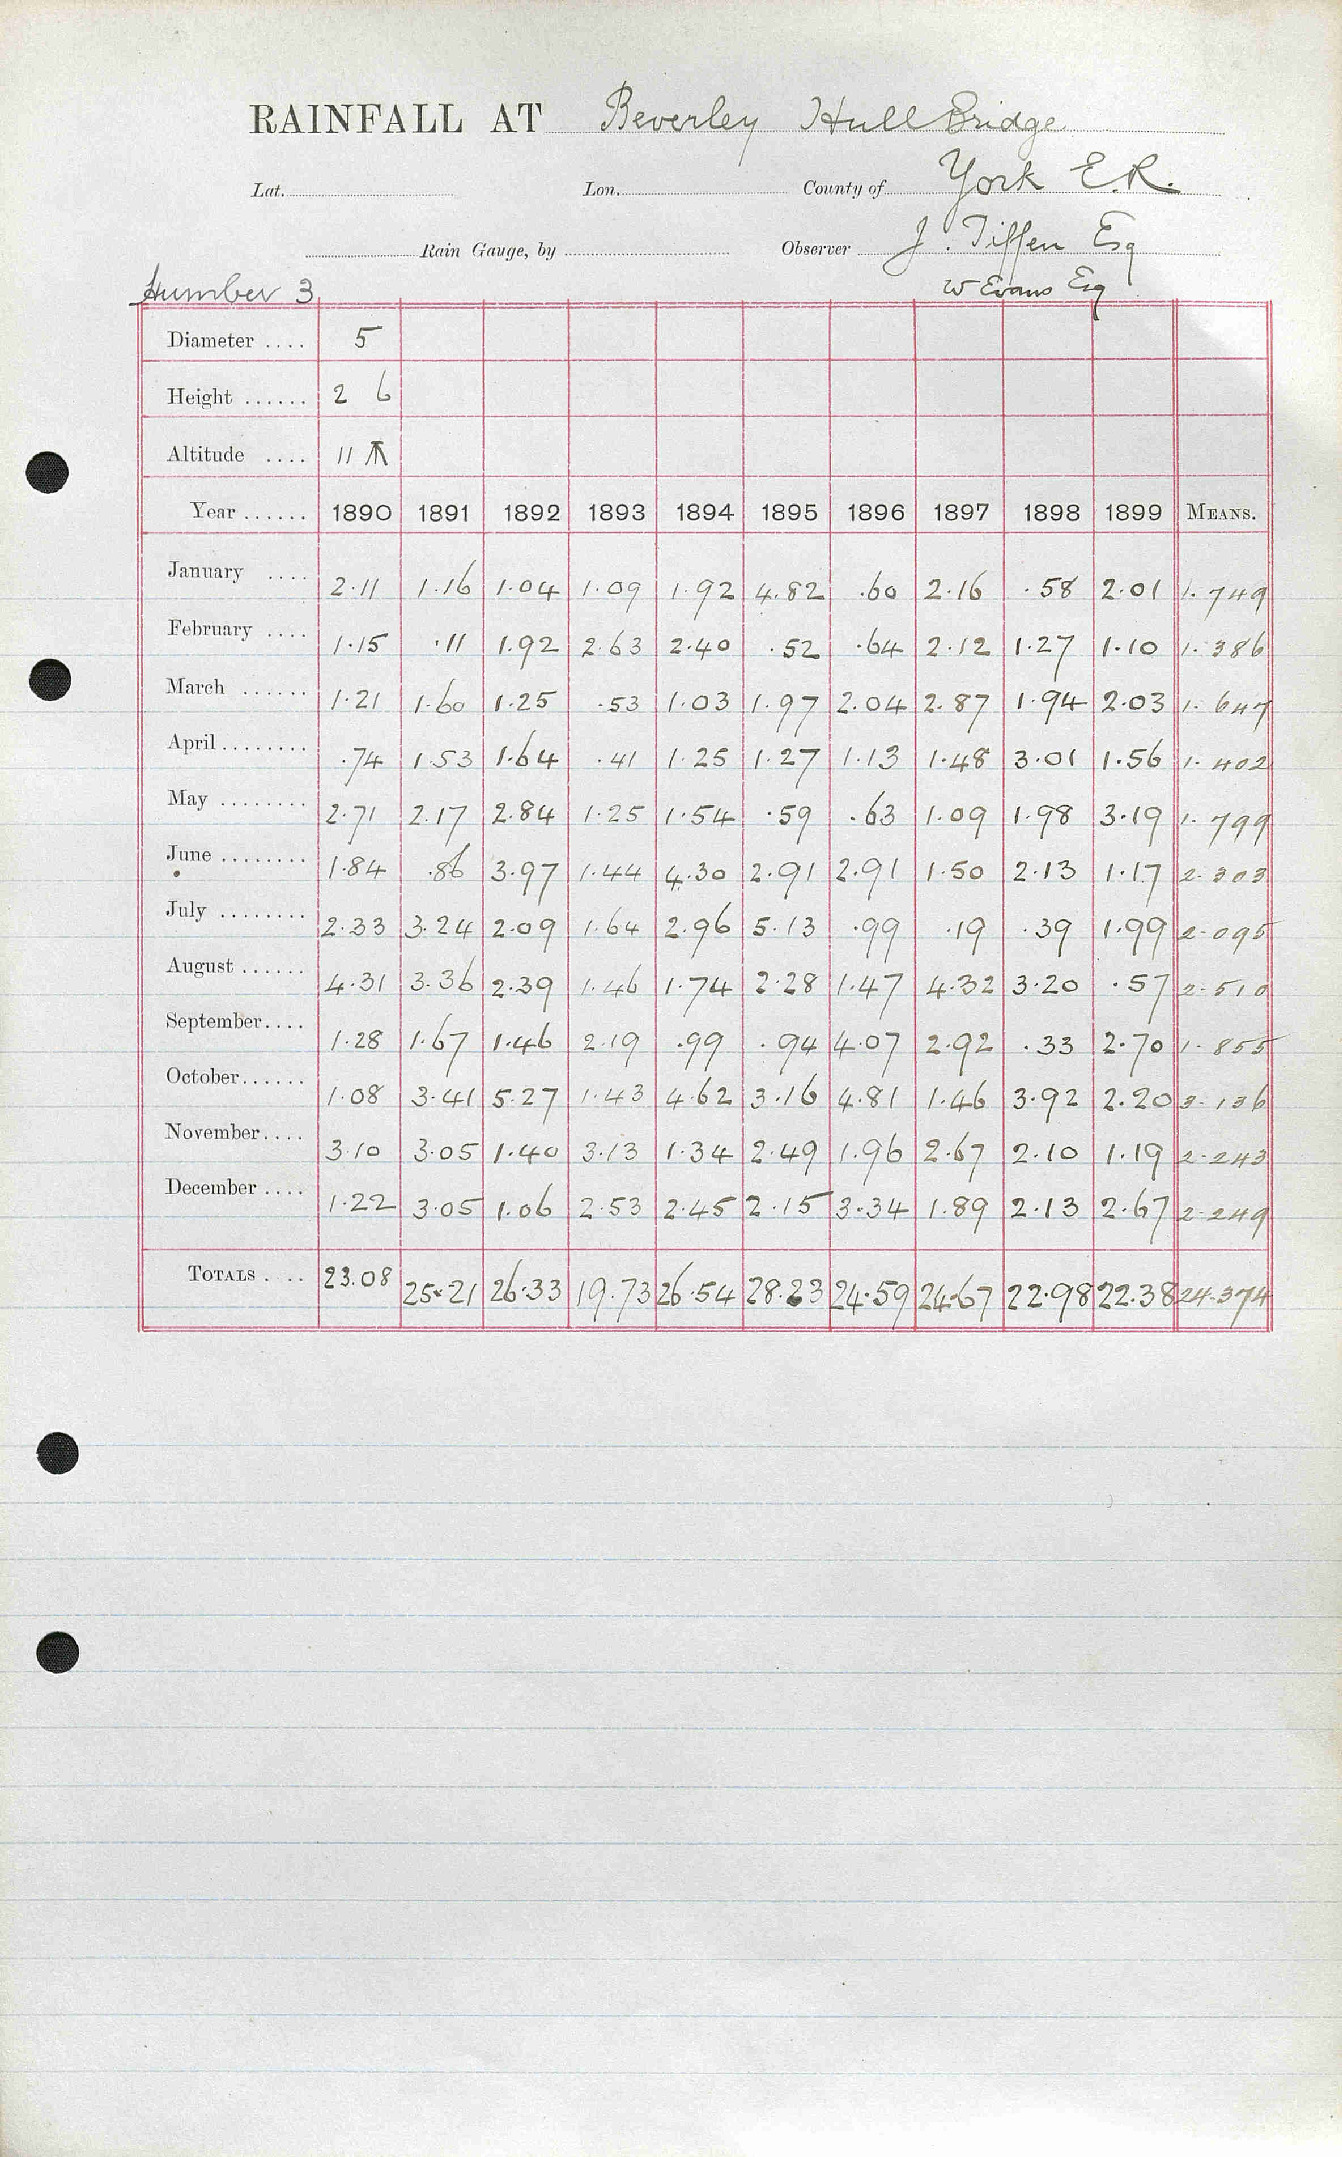 RAINFALL AT Beverley Hull Bridge
Lat. Lon. County of York E.R.
Rain Gauge, by Observer J. Tiffen Esq
Humber 3 W Evans Esq
Diameter .... 5
Height ...... 2 6
Altitude .... 11
Year ...... 1890 1891 1892 1893 1894 1895 1896 1897 1898 1899 MEANS.
January .... 2.11 1.16 1.04 1.09 1.92 4.82 .60 2.16 .58 2.01 1.749
February .... 1.15 .11 1.92 2.63 2.40 .52 .64 2.12 1.27 1.10 1.386
March ...... 1.21 1.60 1.25 .53 1.03 1.97 2.04 2.87 1.94 2.03 1.647
April ........ .74 1.53 1.64 .41 1.25 1.27 1.13 1.48 3.01 1.56 1.402
May ........ 2.71 2.17 2.84 1.25 1.54 .59 .63 1.09 1.98 3.19 1.799
June ........ 1.84 .86 3.97 1.44 4.30 2.91 2.91 1.50 2.13 1.17 2.303
July ........ 2.33 3.24 2.09 1.64 2.96 5.13 .99 .19 .39 1.99 2.095
August ...... 4.31 3.36 2.39 1.46 1.74 2.28 1.47 4.32 3.20 .57 2.510
September.... 1.28 1.67 1.46 2.19 .99 .94 4.07 2.92 .33 2.70 1.855
October...... 1.08 3.41 5.27 1.43 4.62 3.16 4.81 1.46 3.92 2.20 3.136
November.... 3.10 3.05 1.40 3.13 1.34 2.49 1.96 2.67 2.10 1.19 2.243
December .... 1.22 3.05 1.06 2.53 2.45 2.15 3.34 1.89 2.13 2.67 2.249
TOTALS .... 23.08 25.21 26.33 19.73 26.54 28.23 24.59 24.67 22.98 22.38 24.374